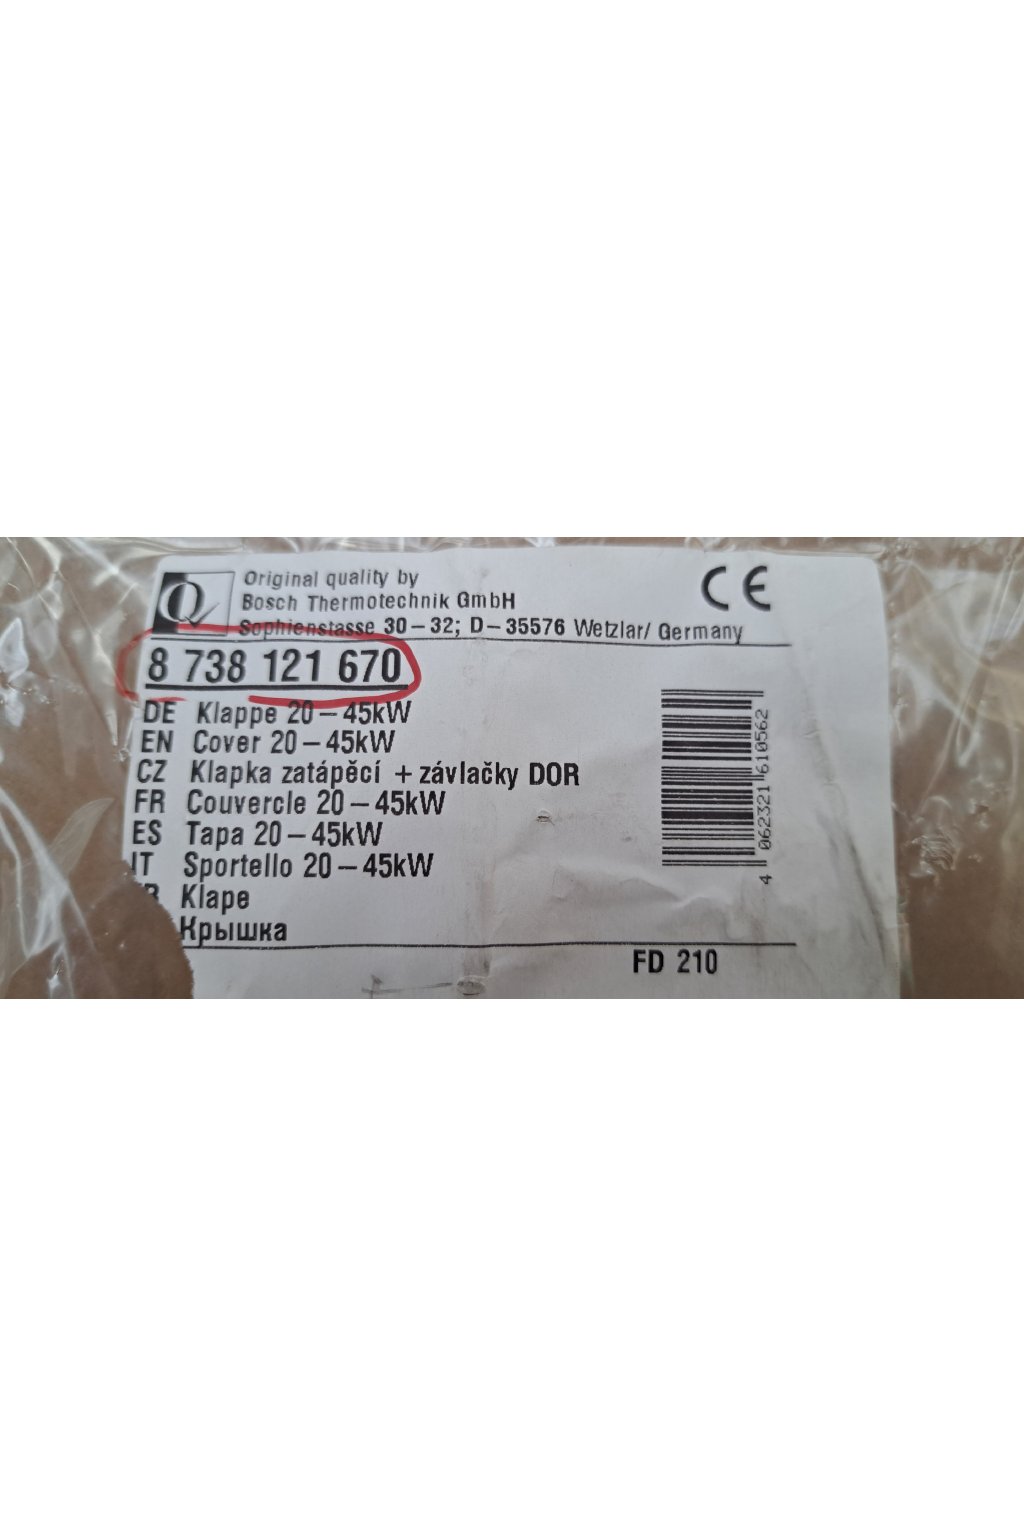 Original quality by
Bosch Thermotechnik GmbH
Sophienstasse 30-32; D-35576 Wetzlar/ Germany
CE
8 738 121 670
DE Klappe 20-45kW
EN Cover 20-45kW
CZ Klapka zatápěcí + závlačky DOR
FR Couvercle 20-45kW
ES Tapa 20-45kW
IT Sportello 20-45kW
Klape
Крышка
4 062321 610562
FD 210